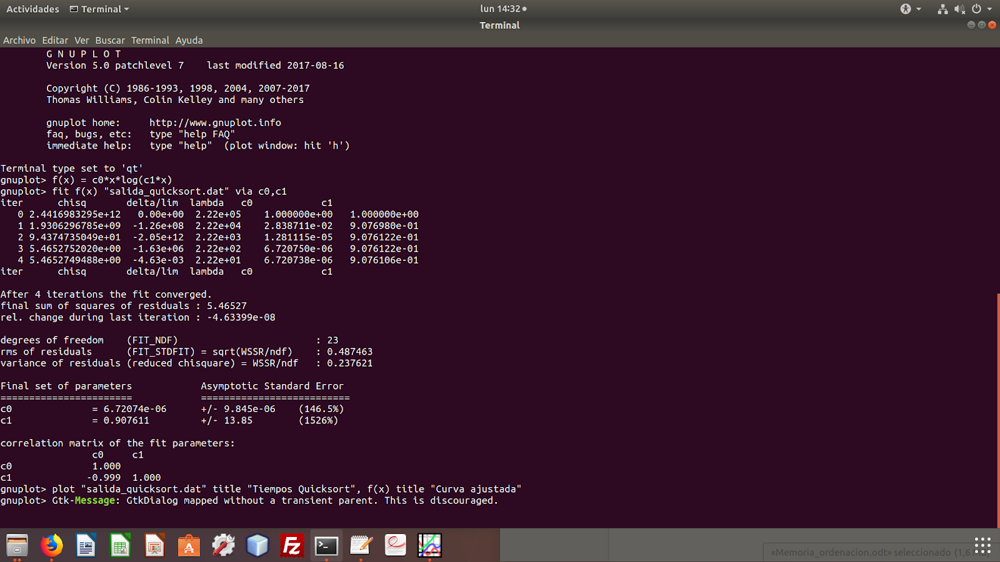 Actividades Terminal lun 14:32
Terminal
Archivo Editar Ver Buscar Terminal Ayuda
G N U P L O T
Version 5.0 patchlevel 7    last modified 2017-08-16
Copyright (C) 1986-1993, 1998, 2004, 2007-2017
Thomas Williams, Colin Kelley and many others
gnuplot home:     http://www.gnuplot.info
faq, bugs, etc:   type "help FAQ"
immediate help:   type "help"  (plot window: hit 'h')
Terminal type set to 'qt'
gnuplot> f(x) = c0*x*log(c1*x)
gnuplot> fit f(x) "salida_quicksort.dat" via c0,c1
iter      chisq       delta/lim  lambda   c0            c1
0 2.4416983295e+12   0.00e+00  2.22e+05    1.000000e+00   1.000000e+00
1 1.9306296785e+09  -1.26e+08  2.22e+04    2.838711e-02   9.076980e-01
2 9.4374735049e+01  -2.05e+12  2.22e+03    1.281115e-05   9.076122e-01
3 5.4652752020e+00  -1.63e+06  2.22e+02    6.720750e-06   9.076122e-01
4 5.4652749488e+00  -4.63e-03  2.22e+01    6.720738e-06   9.076106e-01
iter      chisq       delta/lim  lambda   c0            c1
After 4 iterations the fit converged.
final sum of squares of residuals : 5.46527
rel. change during last iteration : -4.63399e-08
degrees of freedom    (FIT_NDF)                        : 23
rms of residuals      (FIT_STDFIT) = sqrt(WSSR/ndf)    : 0.487463
variance of residuals (reduced chisquare) = WSSR/ndf   : 0.237621
Final set of parameters            Asymptotic Standard Error
=======================            ==========================
c0              = 6.72074e-06      +/- 9.845e-06    (146.5%)
c1              = 0.907611         +/- 13.85        (1526%)
correlation matrix of the fit parameters:
c0     c1
c0              1.000
c1             -0.999  1.000
gnuplot> plot "salida_quicksort.dat" title "Tiempos Quicksort", f(x) title "Curva ajustada"
gnuplot> Gtk-Message: GtkDialog mapped without a transient parent. This is discouraged.
«Memoria_ordenacion.odt» seleccionado (1,6